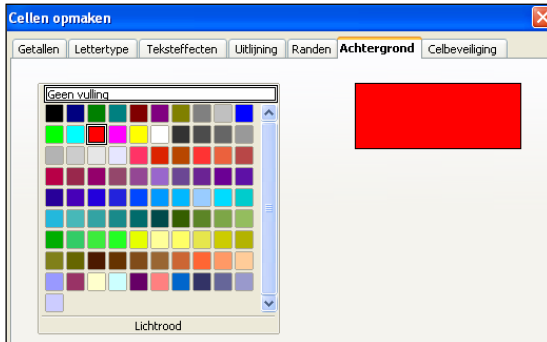 Cellen opmaken
Getallen Lettertype Teksteffecten Uitlijning Randen Achtergrond Celbeveiliging
Geen vulling
Lichtrood